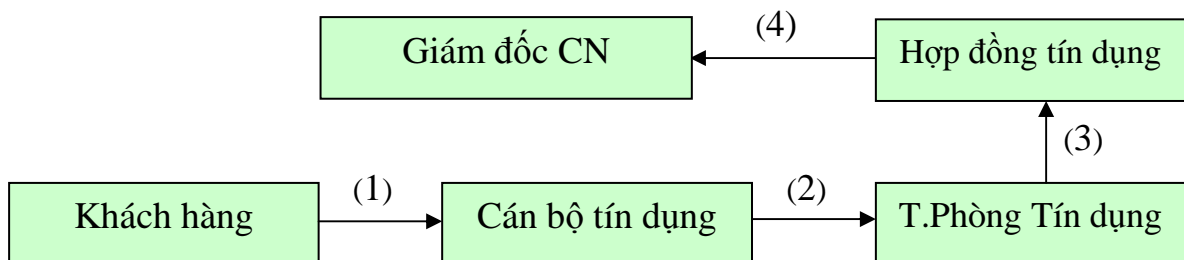 Giám đốc CN
(4)
Hợp đồng tín dụng
(3)
Khách hàng
(1)
Cán bộ tín dụng
(2)
T.Phòng Tín dụng